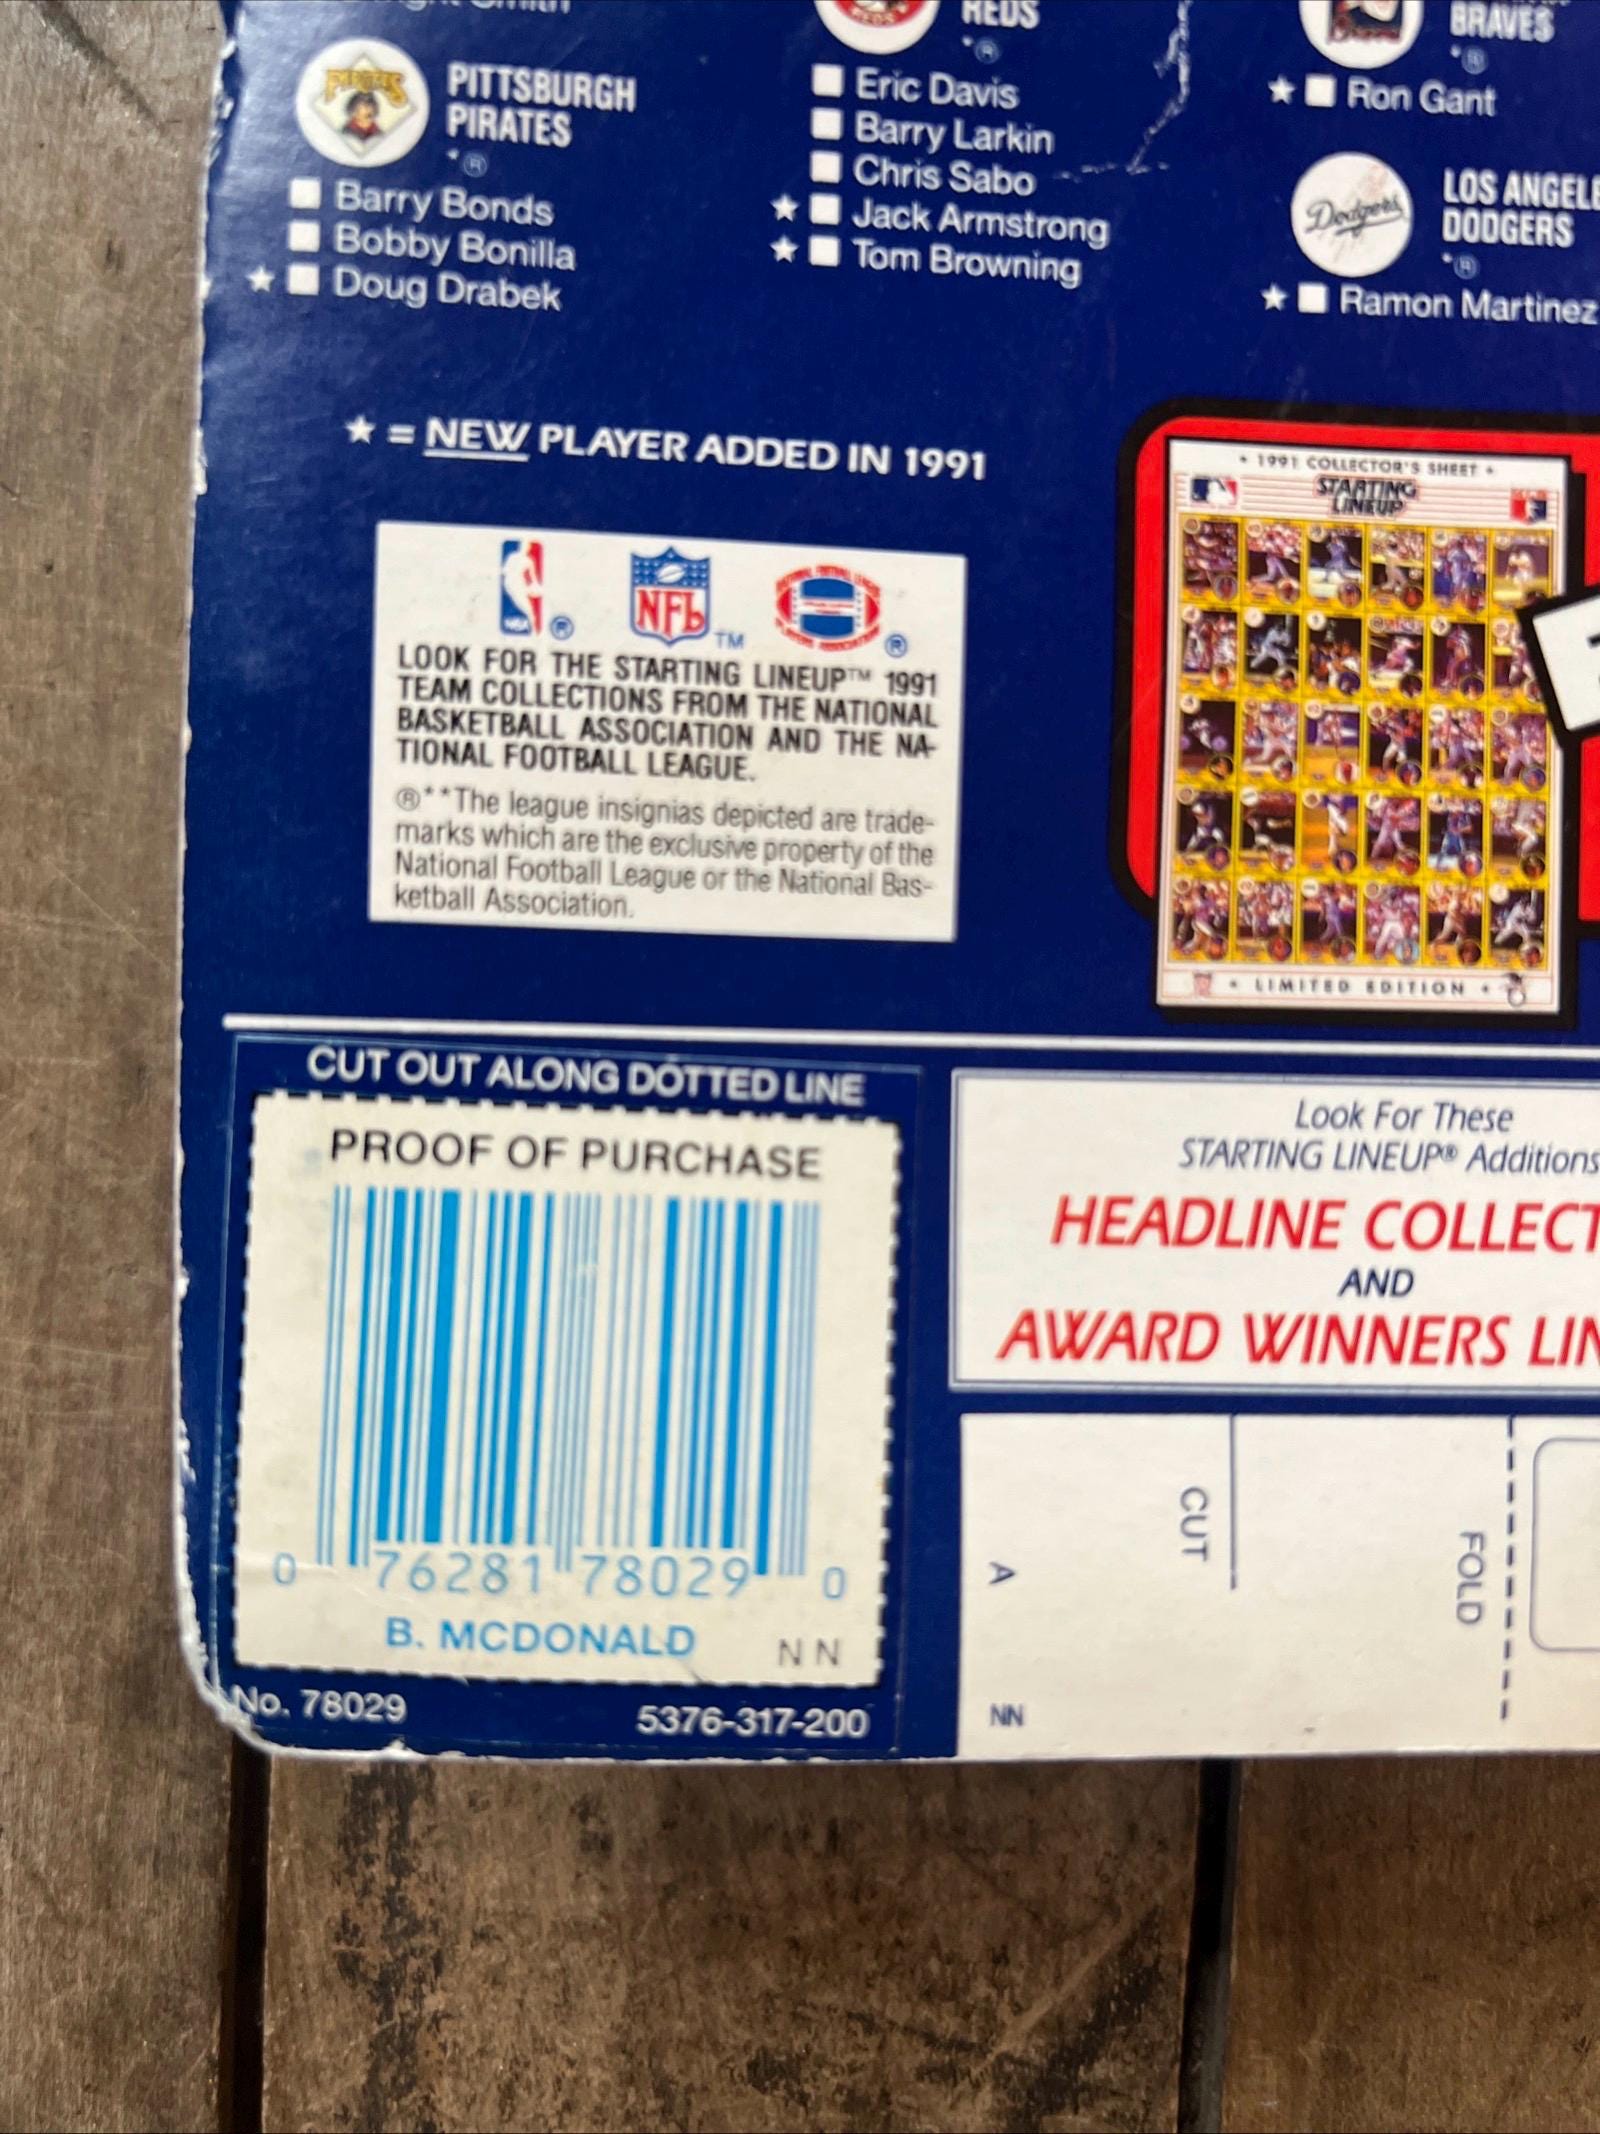 Smith
PITTSBURGH
PIRATES
*®
Barry Bonds
Bobby Bonilla
★ Doug Drabek
REDS
*®
Eric Davis
Barry Larkin
Chris Sabo
★ Jack Armstrong
★ Tom Browning
BRAVES
*®
★ Ron Gant
Dodgers
LOS ANGELE
DODGERS
*®
★ Ramon Martinez
★ = NEW PLAYER ADDED IN 1991
NBA ® NFL ™ ®
LOOK FOR THE STARTING LINEUP™ 1991
TEAM COLLECTIONS FROM THE NATIONAL
BASKETBALL ASSOCIATION AND THE NA-
TIONAL FOOTBALL LEAGUE.
®**The league insignias depicted are trade-
marks which are the exclusive property of the
National Football League or the National Bas-
ketball Association.
• 1991 COLLECTOR'S SHEET •
STARTING
LINEUP
• LIMITED EDITION •
CUT OUT ALONG DOTTED LINE
PROOF OF PURCHASE
0 76281 78029 0
B. MCDONALD NN
No. 78029 5376-317-200
Look For These
STARTING LINEUP® Additions
HEADLINE COLLECT
AND
AWARD WINNERS LIN
CUT
FOLD
A
NN